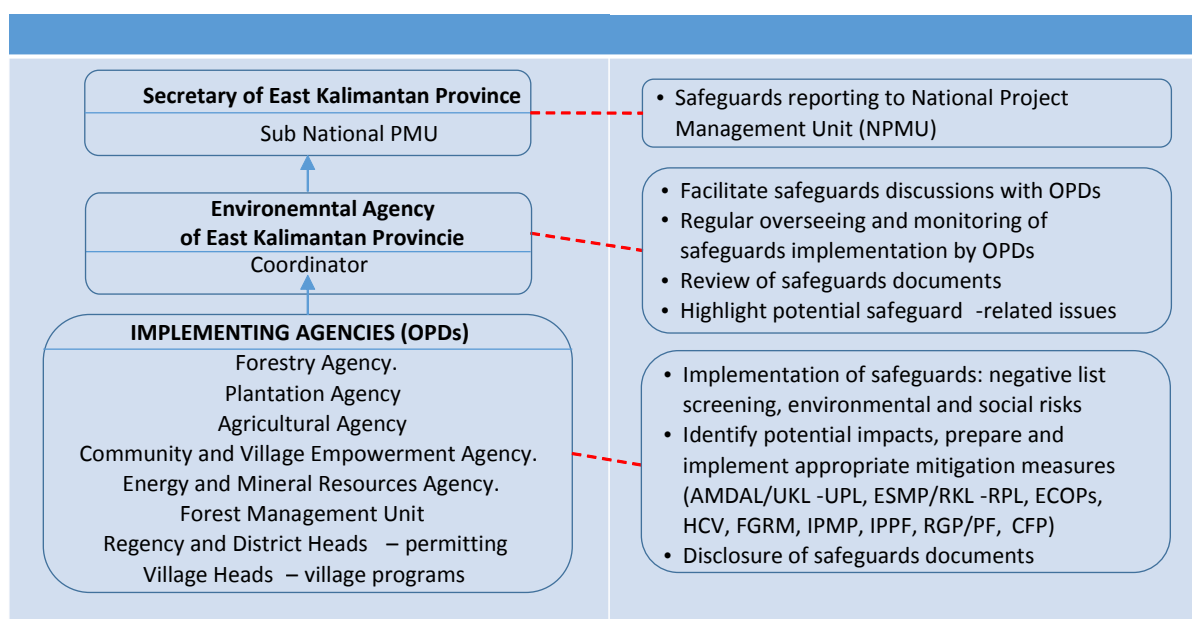 Secretary of East Kalimantan Province
Sub National PMU
• Safeguards reporting to National Project
Management Unit (NPMU)
Environemntal Agency
of East Kalimantan Provincie
Coordinator
• Facilitate safeguards discussions with OPDs
• Regular overseeing and monitoring of
safeguards implementation by OPDs
• Review of safeguards documents
• Highlight potential safeguard -related issues
IMPLEMENTING AGENCIES (OPDs)
Forestry Agency.
Plantation Agency
Agricultural Agency
Community and Village Empowerment Agency.
Energy and Mineral Resources Agency.
Forest Management Unit
Regency and District Heads – permitting
Village Heads – village programs
• Implementation of safeguards: negative list
screening, environmental and social risks
• Identify potential impacts, prepare and
implement appropriate mitigation measures
(AMDAL/UKL -UPL, ESMP/RKL -RPL, ECOPs,
HCV, FGRM, IPMP, IPPF, RGP/PF, CFP)
• Disclosure of safeguards documents